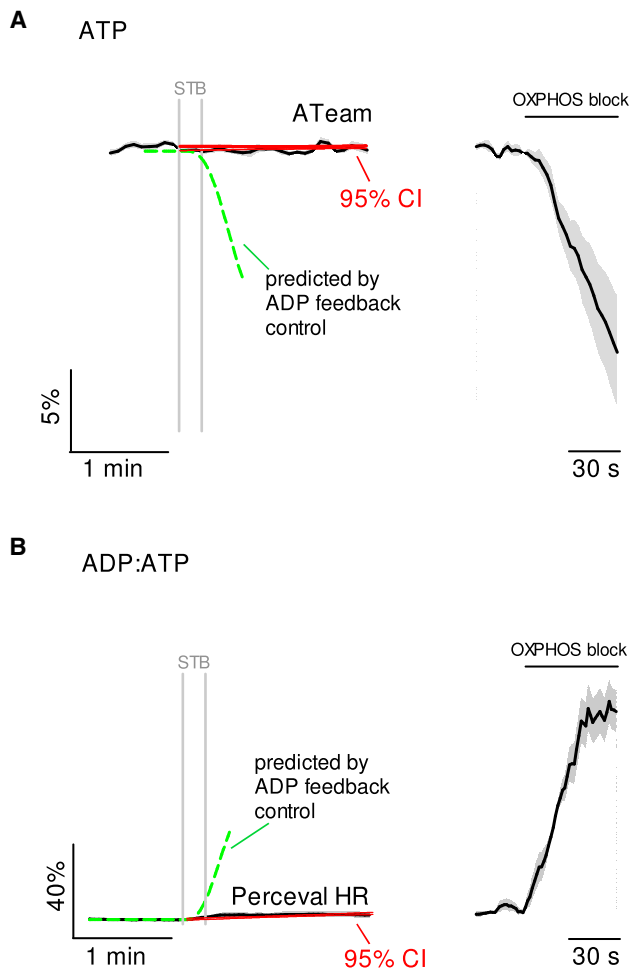 A
ATP
STB
ATeam
OXPHOS block
95% CI
predicted by
ADP feedback
control
5%
1 min
30 s
B
ADP:ATP
STB
OXPHOS block
predicted by
ADP feedback
control
40%
Perceval HR
1 min
95% CI
30 s